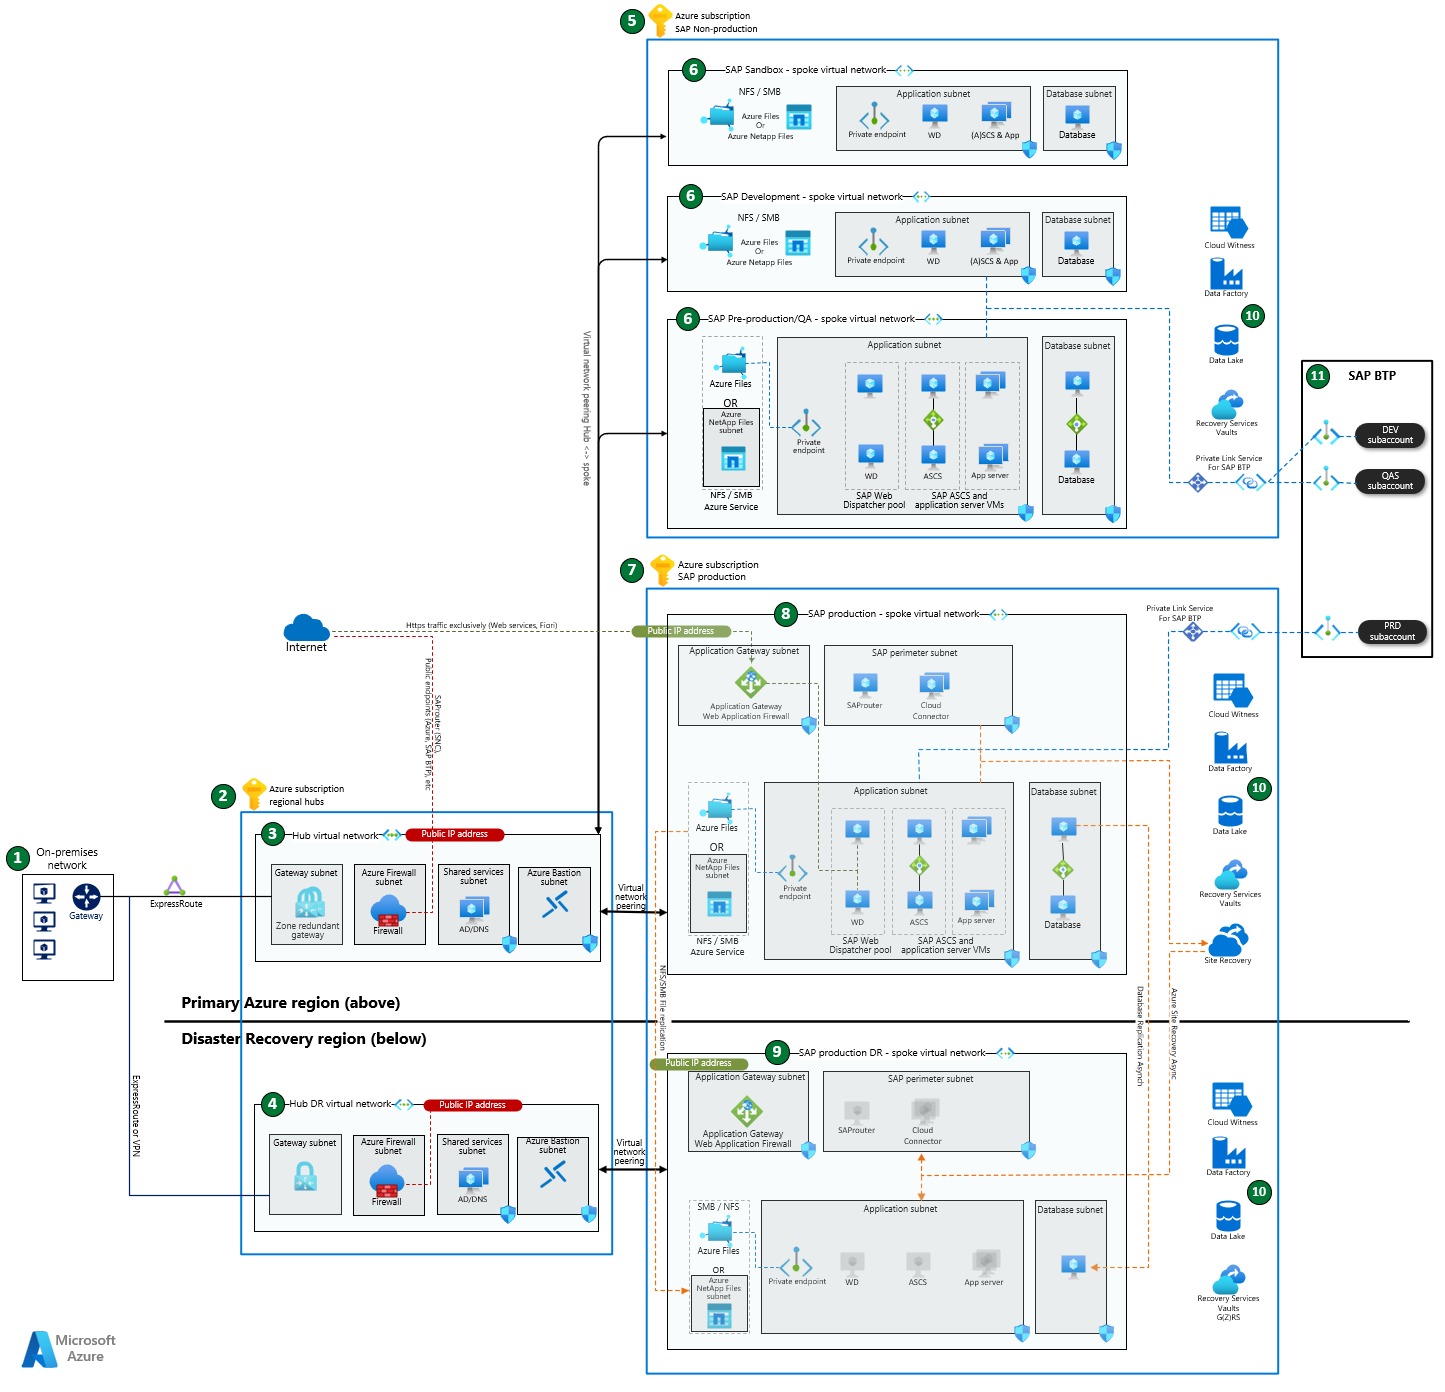 5
Azure subscription
SAP Non-production
6
SAP Sandbox - spoke virtual network
NFS / SMB
Azure Files
Or
Azure Netapp Files
Application subnet
Private endpoint
WD
(A)SCS & App
Database subnet
Database
6
SAP Development - spoke virtual network
NFS / SMB
Azure Files
Or
Azure Netapp Files
Application subnet
Private endpoint
WD
(A)SCS & App
Database subnet
Database
6
SAP Pre-production/QA - spoke virtual network
Azure Files
OR
Azure
NetApp Files
subnet
NFS / SMB
Azure Service
Application subnet
Private
endpoint
WD
SAP Web
Dispatcher pool
ASCS
App server
SAP ASCS and
application server VMs
Database subnet
Database
Cloud Witness
Data Factory
10
Data Lake
Recovery Services
Vaults
Private Link Service
For SAP BTP
11
SAP BTP
DEV
subaccount
QAS
subaccount
PRD
subaccount
Virtual network peering Hub <-> spoke
7
Azure subscription
SAP production
8
SAP production - spoke virtual network
Private Link Service
For SAP BTP
Internet
Https traffic exclusively (Web services, Fiori)
Public IP address
SAProuter (SNC),
Public endpoints (Azure, SAP BTP), etc
Application Gateway subnet
Application Gateway
Web Application Firewall
SAP perimeter subnet
SAProuter
Cloud
Connector
Azure Files
OR
Azure
NetApp Files
subnet
NFS / SMB
Azure Service
Application subnet
Private
endpoint
WD
SAP Web
Dispatcher pool
ASCS
App server
SAP ASCS and
application server VMs
Database subnet
Database
Cloud Witness
Data Factory
10
Data Lake
Recovery Services
Vaults
Site Recovery
2
Azure subscription
regional hubs
3
Hub virtual network
Public IP address
Gateway subnet
Zone redundant
gateway
Azure Firewall
subnet
Firewall
Shared services
subnet
AD/DNS
Azure Bastion
subnet
Virtual
network
peering
1
On-premises
network
Gateway
ExpressRoute
Primary Azure region (above)
Disaster Recovery region (below)
NFS/SMB File replication
Database Replication Asynch
Azure Site Recovery Async
ExpressRoute or VPN
4
Hub DR virtual network
Public IP address
Gateway subnet
Azure Firewall
subnet
Firewall
Shared services
subnet
AD/DNS
Azure Bastion
subnet
Virtual
network
peering
9
SAP production DR - spoke virtual network
Public IP address
Application Gateway subnet
Application Gateway
Web Application Firewall
SAP perimeter subnet
SAProuter
Cloud
Connector
SMB / NFS
Azure Files
OR
Azure
NetApp Files
subnet
Application subnet
Private endpoint
WD
ASCS
App server
Database subnet
Cloud Witness
Data Factory
10
Data Lake
Recovery Services
Vaults
G(Z)RS
Microsoft
Azure